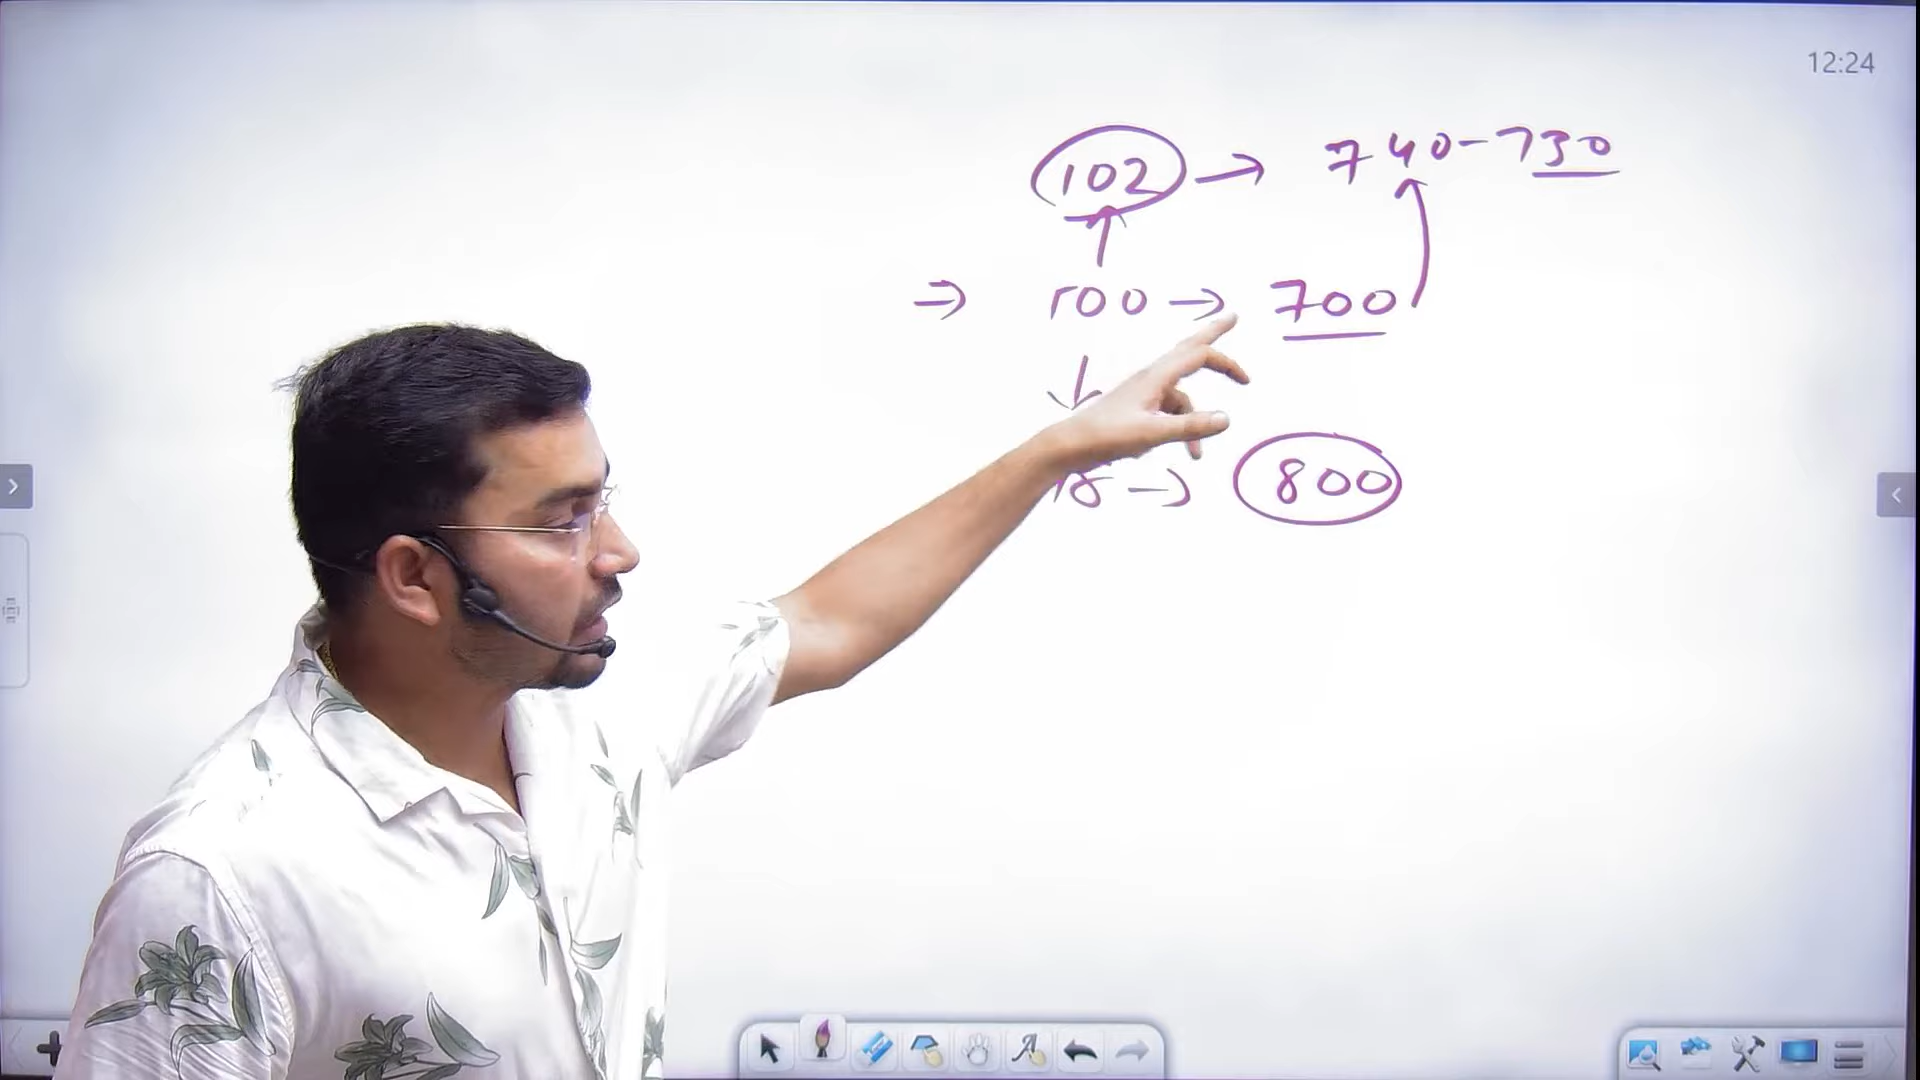 12:24
102 → 740-730
⇒ 100 → 700
→ 800